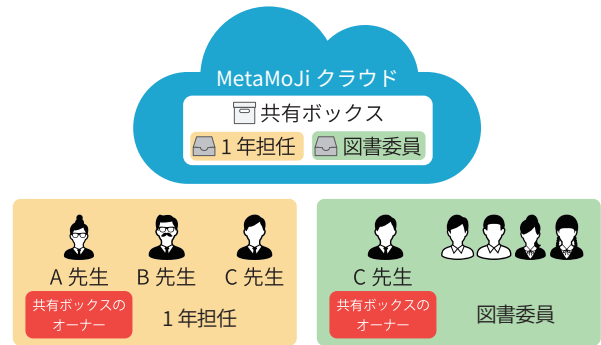 MetaMoJi クラウド
共有ボックス
1 年担任
図書委員
A 先生
B 先生
C 先生
共有ボックスの
オーナー
1 年担任
C 先生
共有ボックスの
オーナー
図書委員